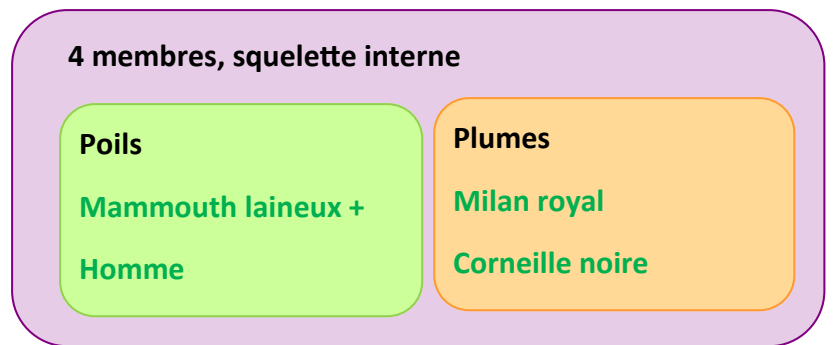 4 membres, squelette interne
Poils
Mammouth laineux +
Homme
Plumes
Milan royal
Corneille noire